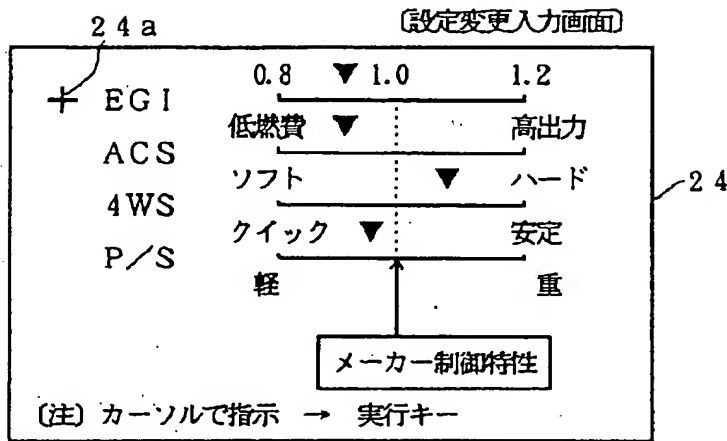 24a
〔設定変更入力画面〕
0.8 ▼ 1.0 1.2
EGI
低燃費 ▼ 高出力
ACS
ソフト ▼ ハード
24
4WS
クイック ▼ 安定
P/S
軽 重
メーカー制御特性
〔注〕カーソルで指示 → 実行キー